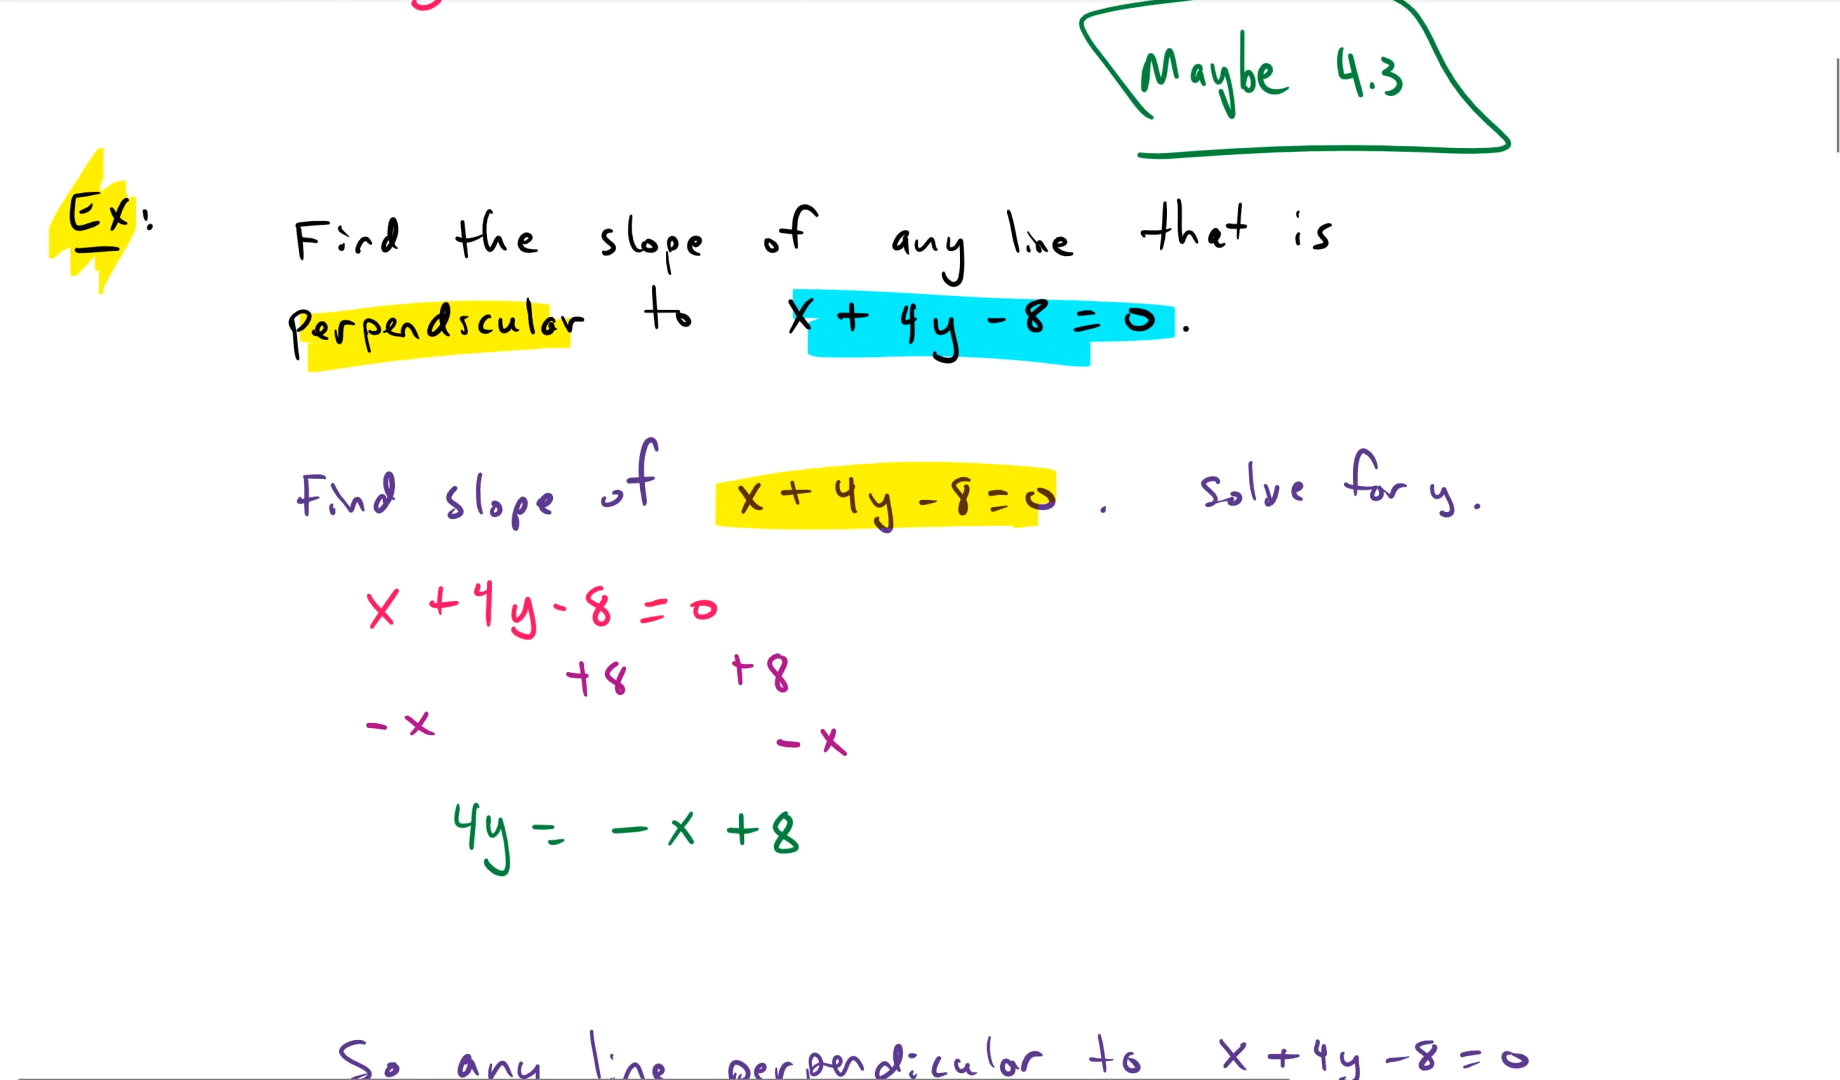 Maybe 4.3
Ex:
Find the slope of any line that is
perpendscular to x + 4y - 8 = 0.
Find slope of x + 4y - 8 = 0. solve for y.
x + 4y - 8 = 0
+8 +8
- x - x
4y = - x + 8
So any line perpendicular to x + 4y - 8 = 0